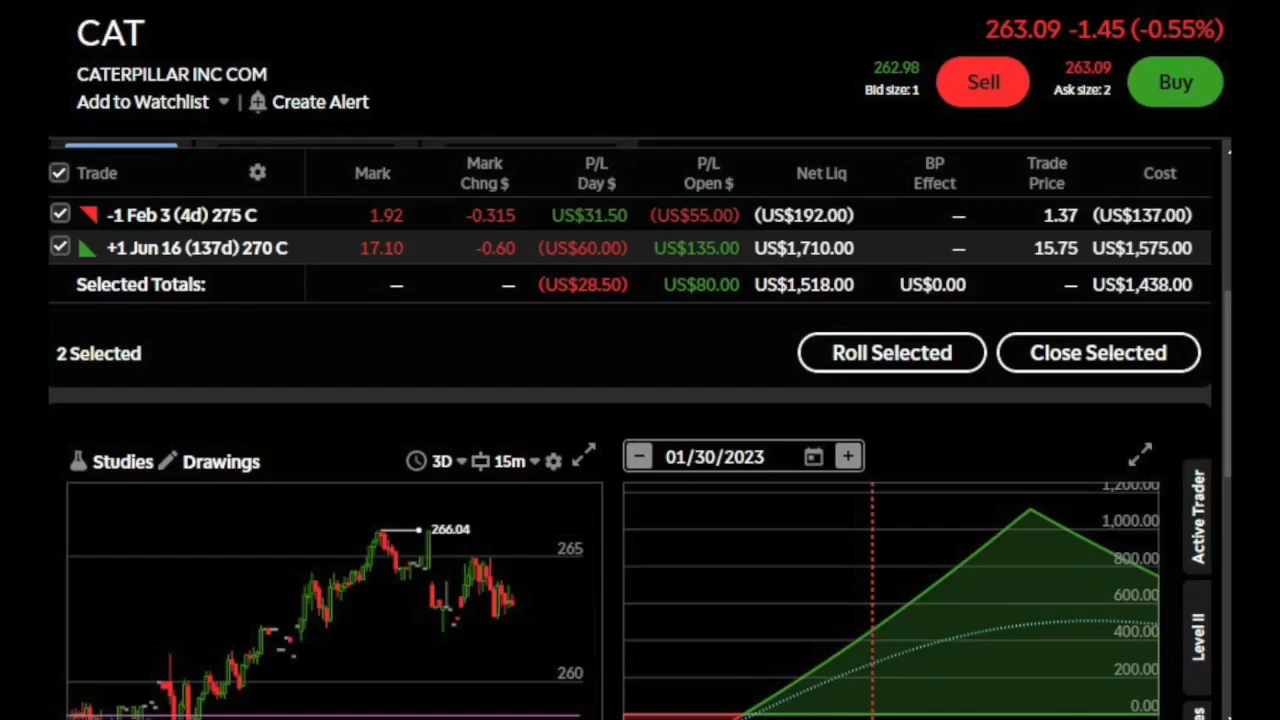 CAT
263.09 -1.45 (-0.55%)
CATERPILLAR INC COM
262.98 Sell 263.09 Buy
Bid size: 1 Ask size: 2
Add to Watchlist | Create Alert
Trade Mark Mark Chng $ P/L Day $ P/L Open $ Net Liq BP Effect Trade Price Cost
-1 Feb 3 (4d) 275 C 1.92 -0.315 US$31.50 (US$55.00) (US$192.00) — 1.37 (US$137.00)
+1 Jun 16 (137d) 270 C 17.10 -0.60 (US$60.00) US$135.00 US$1,710.00 — 15.75 US$1,575.00
Selected Totals: — — (US$28.50) US$80.00 US$1,518.00 US$0.00 — US$1,438.00
2 Selected Roll Selected Close Selected
Studies Drawings 3D 15m
266.04
265
260
− 01/30/2023 +
1,200.00
1,000.00
800.00
600.00
400.00
200.00
0.00
Active Trader
Level II